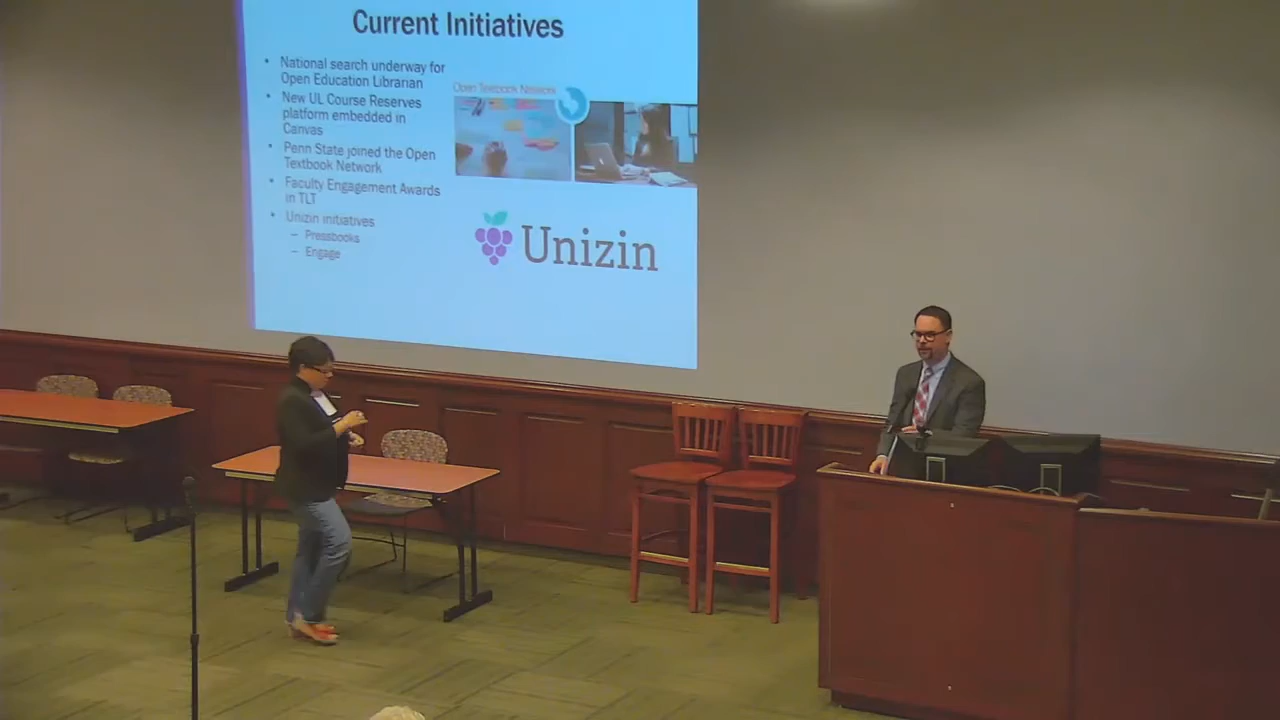 Current Initiatives
• National search underway for
Open Education Librarian
• New UL Course Reserves
platform embedded in
Canvas
• Penn State joined the Open
Textbook Network
• Faculty Engagement Awards
in TLT
• Unizin initiatives
– Pressbooks
– Engage
Open Textbook Network
Unizin